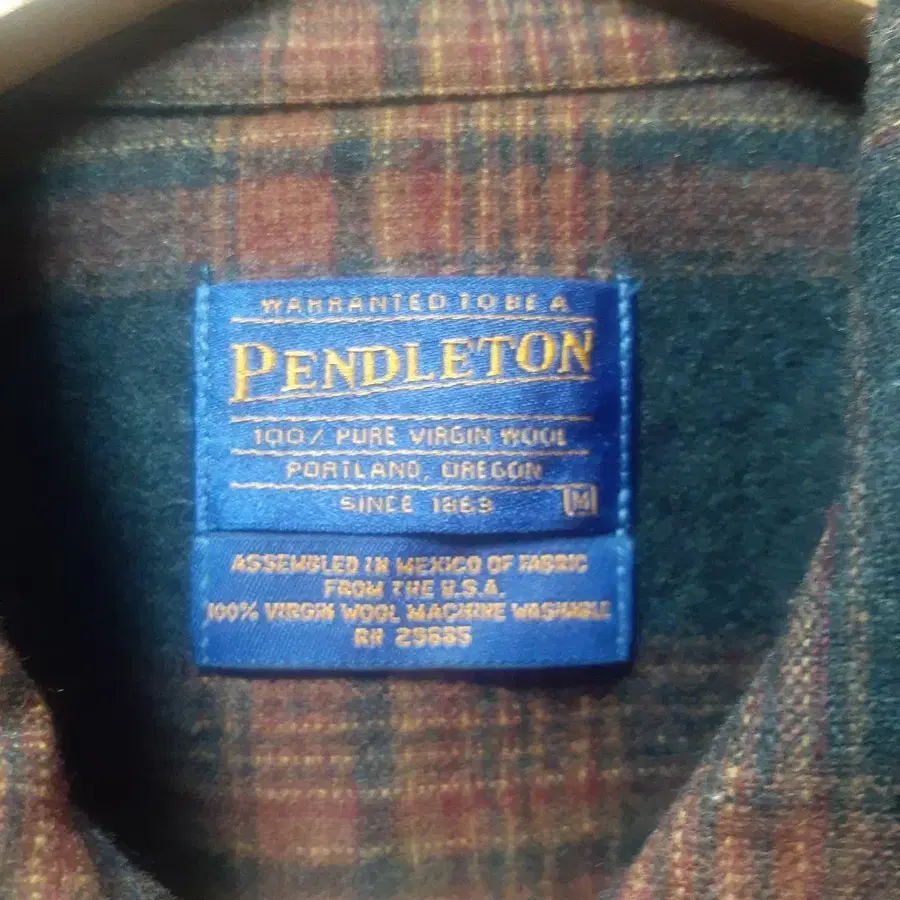 WARRANTED TO BE A
PENDLETON
100% PURE VIRGIN WOOL
PORTLAND, OREGON
SINCE 1863
M
ASSEMBLED IN MEXICO OF FABRIC
FROM THE U.S.A.
100% VIRGIN WOOL MACHINE WASHABLE
RN 29685